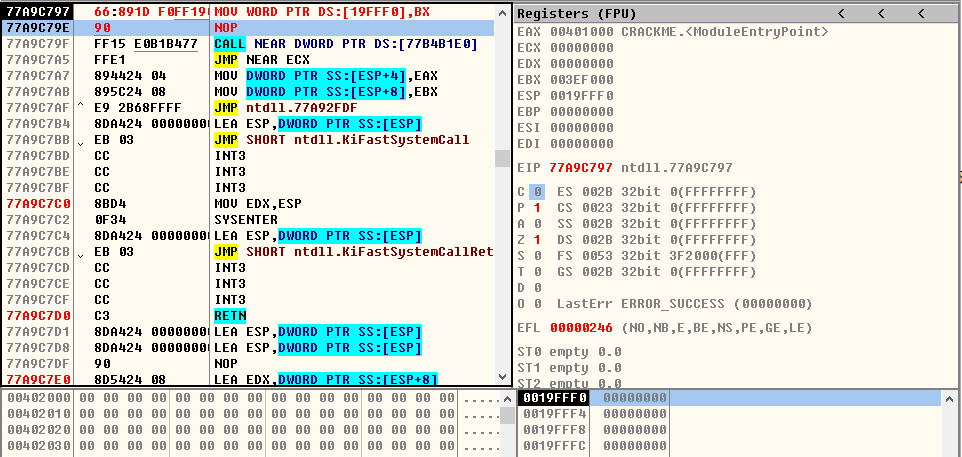 77A9C797 66:891D F0FF190 MOV WORD PTR DS:[19FFF0],BX
77A9C79E 90 NOP
77A9C79F FF15 E0B1B477 CALL NEAR DWORD PTR DS:[77B4B1E0]
77A9C7A5 FFE1 JMP NEAR ECX
77A9C7A7 894424 04 MOV DWORD PTR SS:[ESP+4],EAX
77A9C7AB 895C24 08 MOV DWORD PTR SS:[ESP+8],EBX
77A9C7AF ^ E9 2B68FFFF JMP ntdll.77A92FDF
77A9C7B4 8DA424 00000000 LEA ESP,DWORD PTR SS:[ESP]
77A9C7BB ⌄ EB 03 JMP SHORT ntdll.KiFastSystemCall
77A9C7BD CC INT3
77A9C7BE CC INT3
77A9C7BF CC INT3
77A9C7C0 8BD4 MOV EDX,ESP
77A9C7C2 0F34 SYSENTER
77A9C7C4 8DA424 00000000 LEA ESP,DWORD PTR SS:[ESP]
77A9C7CB ⌄ EB 03 JMP SHORT ntdll.KiFastSystemCallRet
77A9C7CD CC INT3
77A9C7CE CC INT3
77A9C7CF CC INT3
77A9C7D0 C3 RETN
77A9C7D1 8DA424 00000000 LEA ESP,DWORD PTR SS:[ESP]
77A9C7D8 8DA424 00000000 LEA ESP,DWORD PTR SS:[ESP]
77A9C7DF 90 NOP
77A9C7E0 8D5424 08 LEA EDX,DWORD PTR SS:[ESP+8]
Registers (FPU) < < <
EAX 00401000 CRACKME.<ModuleEntryPoint>
ECX 00000000
EDX 00000000
EBX 003EF000
ESP 0019FFF0
EBP 00000000
ESI 00000000
EDI 00000000
EIP 77A9C797 ntdll.77A9C797
C 0 ES 002B 32bit 0(FFFFFFFF)
P 1 CS 0023 32bit 0(FFFFFFFF)
A 0 SS 002B 32bit 0(FFFFFFFF)
Z 1 DS 002B 32bit 0(FFFFFFFF)
S 0 FS 0053 32bit 3F2000(FFF)
T 0 GS 002B 32bit 0(FFFFFFFF)
D 0
O 0 LastErr ERROR_SUCCESS (00000000)
EFL 00000246 (NO,NB,E,BE,NS,PE,GE,LE)
ST0 empty 0.0
ST1 empty 0.0
ST2 empty 0.0
00402000 00 00 00 00 00 00 00 00 00 00 00 00 00 00 00 00 .....
00402010 00 00 00 00 00 00 00 00 00 00 00 00 00 00 00 00 .....
00402020 00 00 00 00 00 00 00 00 00 00 00 00 00 00 00 00 .....
00402030 00 00 00 00 00 00 00 00 00 00 00 00 00 00 00 00 .....
0019FFF0 00000000
0019FFF4 00000000
0019FFF8 00000000
0019FFFC 00000000